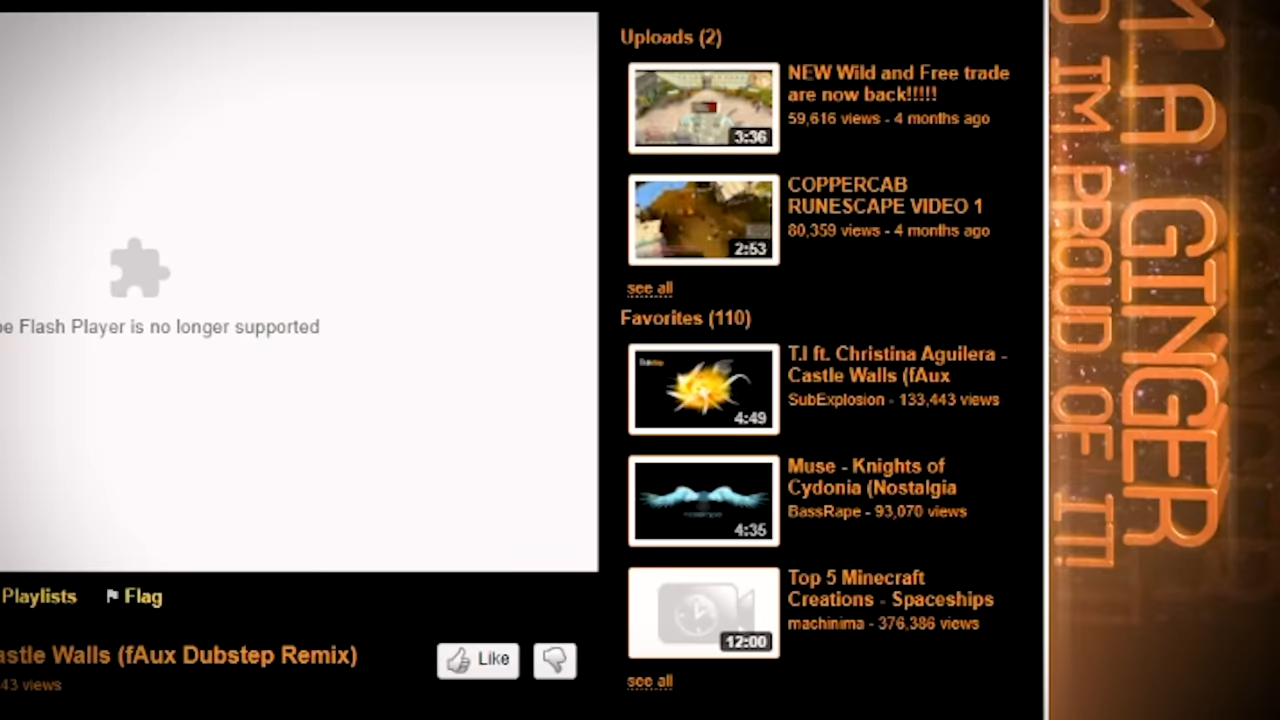 be Flash Player is no longer supported
Playlists
Flag
astle Walls (fAux Dubstep Remix)
43 views
Like
Uploads (2)
3:36
NEW Wild and Free trade
are now back!!!!!
59,616 views - 4 months ago
2:53
COPPERCAB
RUNESCAPE VIDEO 1
80,359 views - 4 months ago
see all
Favorites (110)
4:49
T.I ft. Christina Aguilera -
Castle Walls (fAux
SubExplosion - 133,443 views
4:35
Muse - Knights of
Cydonia (Nostalgia
BassRape - 93,070 views
12:00
Top 5 Minecraft
Creations - Spaceships
machinima - 376,386 views
see all
M A GINGER
D IM PROUD OF IT!